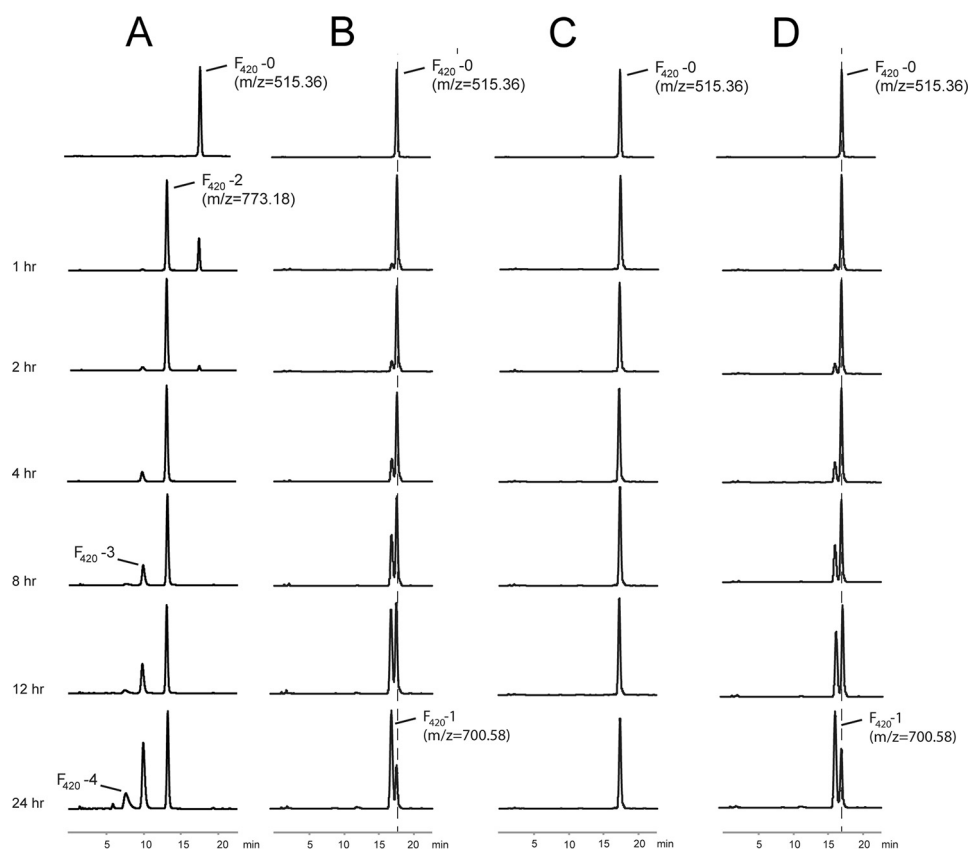 A B C D
F420 -0 F420 -0 F420 -0 F420 -0
(m/z=515.36) (m/z=515.36) (m/z=515.36) (m/z=515.36)
F420 -2
(m/z=773.18)
1 hr
2 hr
4 hr
F420 -3
8 hr
12 hr
F420-1 F420-1
(m/z=700.58) (m/z=700.58)
F420 -4
24 hr
5 10 15 20 min 5 10 15 20 min 5 10 15 20 min 5 10 15 20 min